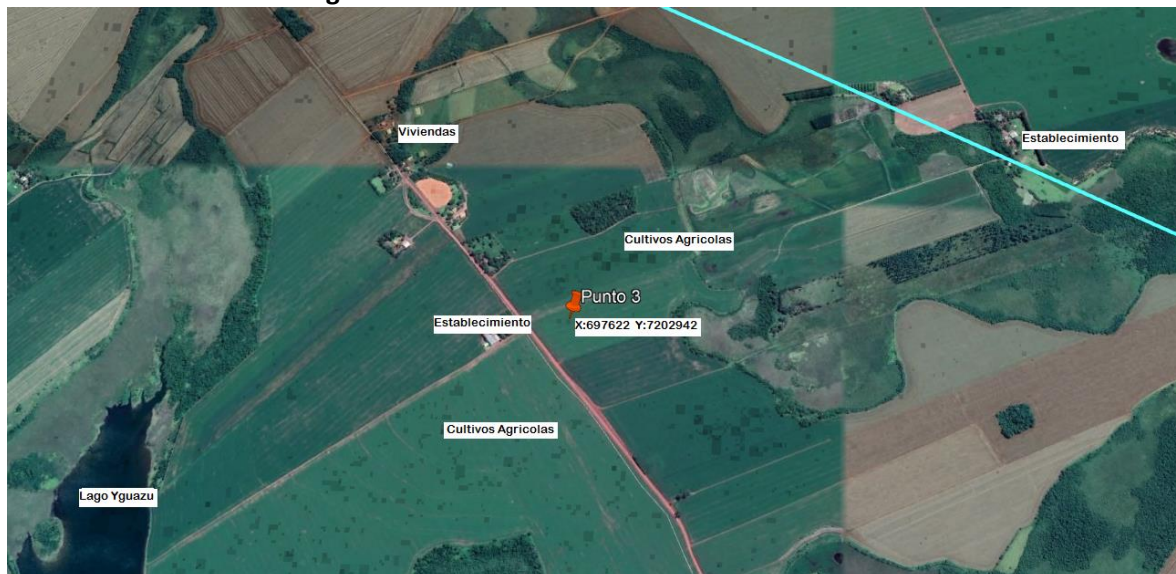 Viviendas
Establecimiento
Cultivos Agricolas
Punto 3
X:697622 Y:7202942
Establecimiento
Cultivos Agricolas
Lago Yguazu